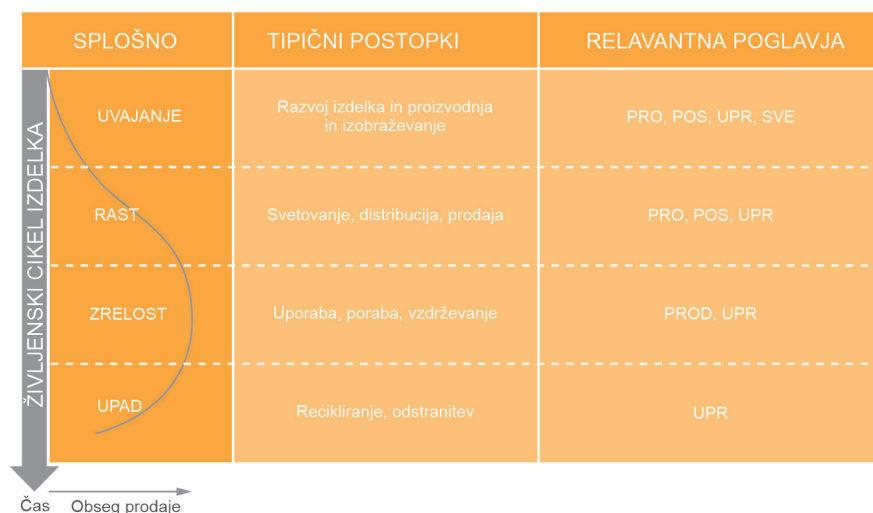 SPLOŠNO
TIPIČNI POSTOPKI
RELAVANTNA POGLAVJA
ŽIVLJENSKI CIKEL IZDELKA
UVAJANJE
Razvoj izdelka in proizvodnja
in izobraževanje
PRO, POS, UPR, SVE
RAST
Svetovanje, distribucija, prodaja
PRO, POS, UPR
ZRELOST
Uporaba, poraba, vzdrževanje
PROD, UPR
UPAD
Recikliranje, odstranitev
UPR
Čas
Obseg prodaje